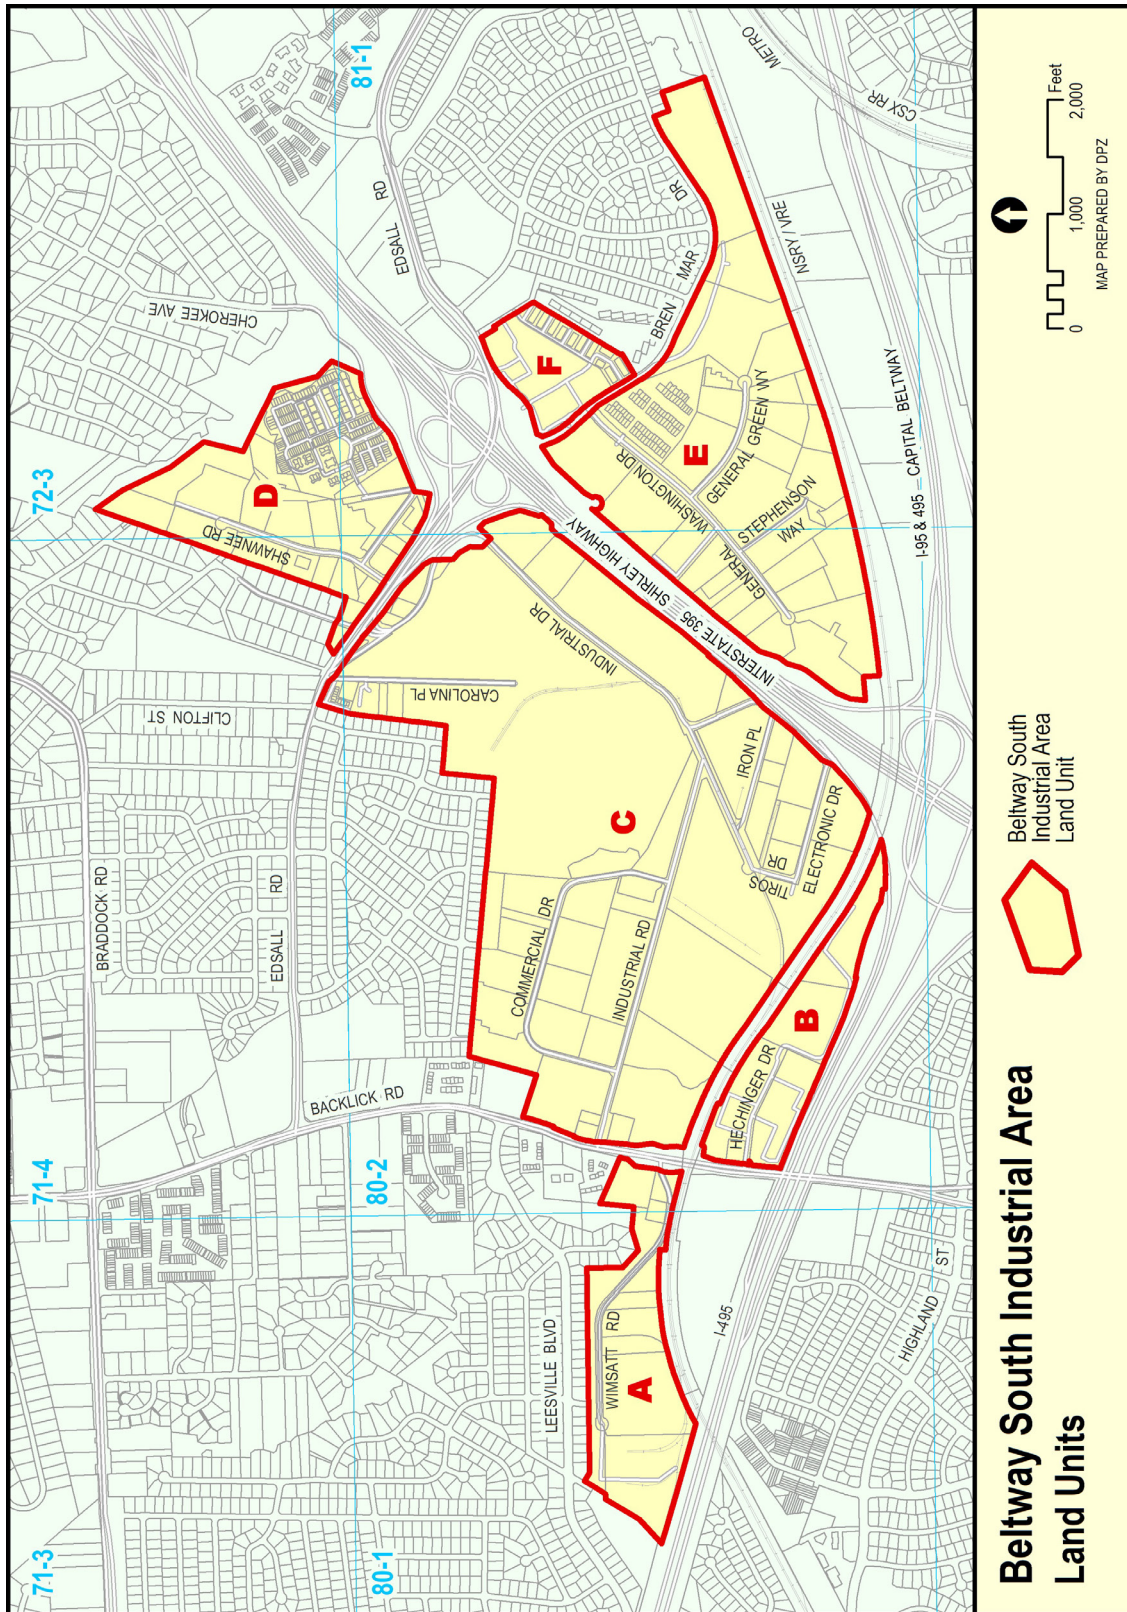 71-3
71-4
72-3
81-1
80-1
80-2
BRADDOCK RD
CLIFTON ST
CHEROKEE AVE
EDSALL RD
EDSALL RD
BACKLICK RD
SHAWNEE RD
D
CAROLINA PL
INDUSTRIAL DR
F
BREN MAR DR
METRO
CSX RR
LEESVILLE BLVD
COMMERCIAL DR
INDUSTRIAL RD
C
IRON PL
TIROS DR
ELECTRONIC DR
INTERSTATE 395 SHIRLEY HIGHWAY
GENERAL WASHINGTON DR
E
GENERAL GREEN WY
STEPHENSON WAY
NSRY / VRE
WIMSATT RD
A
HECHINGER DR
B
I-495
I-95 & 495 - CAPITAL BELTWAY
HIGHLAND ST
Beltway South Industrial Area
Land Units
Beltway South
Industrial Area
Land Unit
0 1,000 2,000
Feet
MAP PREPARED BY DPZ